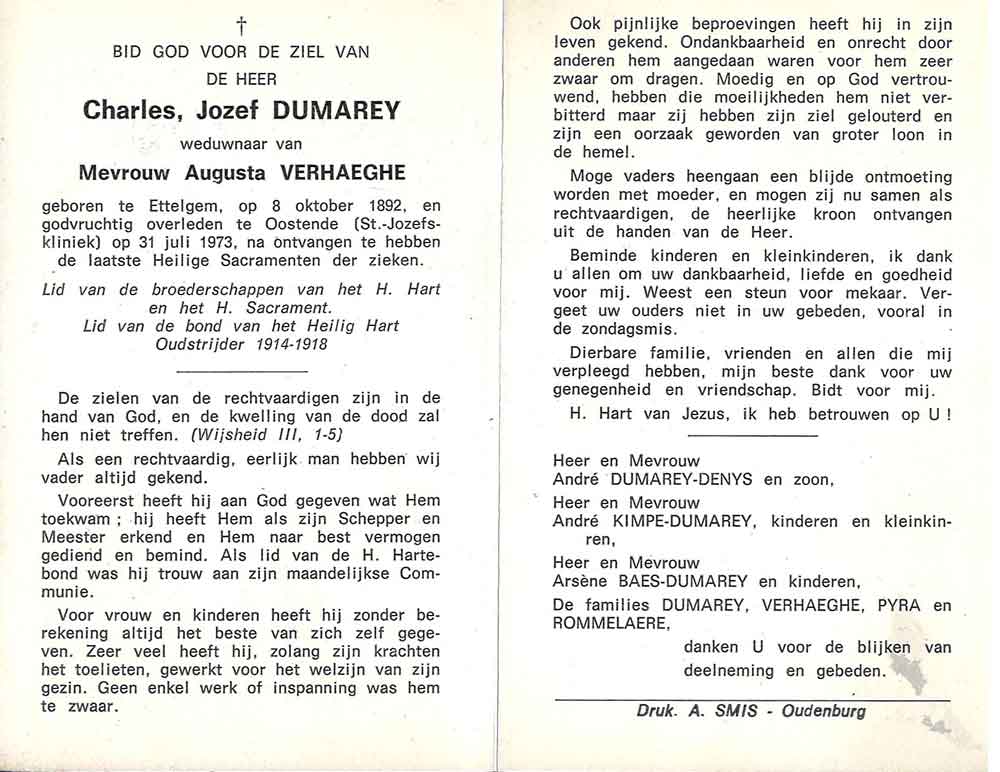 †
BID GOD VOOR DE ZIEL VAN
DE HEER
Charles, Jozef DUMAREY
weduwnaar van
Mevrouw Augusta VERHAEGHE
geboren te Ettelgem, op 8 oktober 1892, en
godvruchtig overleden te Oostende (St.-Jozefs-
kliniek) op 31 juli 1973, na ontvangen te hebben
de laatste Heilige Sacramenten der zieken.
Lid van de broederschappen van het H. Hart
en het H. Sacrament.
Lid van de bond van het Heilig Hart
Oudstrijder 1914-1918
De zielen van de rechtvaardigen zijn in de
hand van God, en de kwelling van de dood zal
hen niet treffen. (Wijsheid III, 1-5)
Als een rechtvaardig, eerlijk man hebben wij
vader altijd gekend.
Vooreerst heeft hij aan God gegeven wat Hem
toekwam ; hij heeft Hem als zijn Schepper en
Meester erkend en Hem naar best vermogen
gediend en bemind. Als lid van de H. Harte-
bond was hij trouw aan zijn maandelijkse Com-
munie.
Voor vrouw en kinderen heeft hij zonder be-
rekening altijd het beste van zich zelf gege-
ven. Zeer veel heeft hij, zolang zijn krachten
het toelieten, gewerkt voor het welzijn van zijn
gezin. Geen enkel werk of inspanning was hem
te zwaar.
Ook pijnlijke beproevingen heeft hij in zijn
leven gekend. Ondankbaarheid en onrecht door
anderen hem aangedaan waren voor hem zeer
zwaar om dragen. Moedig en op God vertrou-
wend, hebben die moeilijkheden hem niet ver-
bitterd maar zij hebben zijn ziel gelouterd en
zijn een oorzaak geworden van groter loon in
de hemel.
Moge vaders heengaan een blijde ontmoeting
worden met moeder, en mogen zij nu samen als
rechtvaardigen, de heerlijke kroon ontvangen
uit de handen van de Heer.
Beminde kinderen en kleinkinderen, ik dank
u allen om uw dankbaarheid, liefde en goedheid
voor mij. Weest een steun voor mekaar. Ver-
geet uw ouders niet in uw gebeden, vooral in
de zondagsmis.
Dierbare familie, vrienden en allen die mij
verpleegd hebben, mijn beste dank voor uw
genegenheid en vriendschap. Bidt voor mij.
H. Hart van Jezus, ik heb betrouwen op U !
Heer en Mevrouw
André DUMAREY-DENYS en zoon,
Heer en Mevrouw
André KIMPE-DUMAREY, kinderen en kleinkin-
ren,
Heer en Mevrouw
Arsène BAES-DUMAREY en kinderen,
De families DUMAREY, VERHAEGHE, PYRA en
ROMMELAERE,
danken U voor de blijken van
deelneming en gebeden.
Druk. A. SMIS - Oudenburg